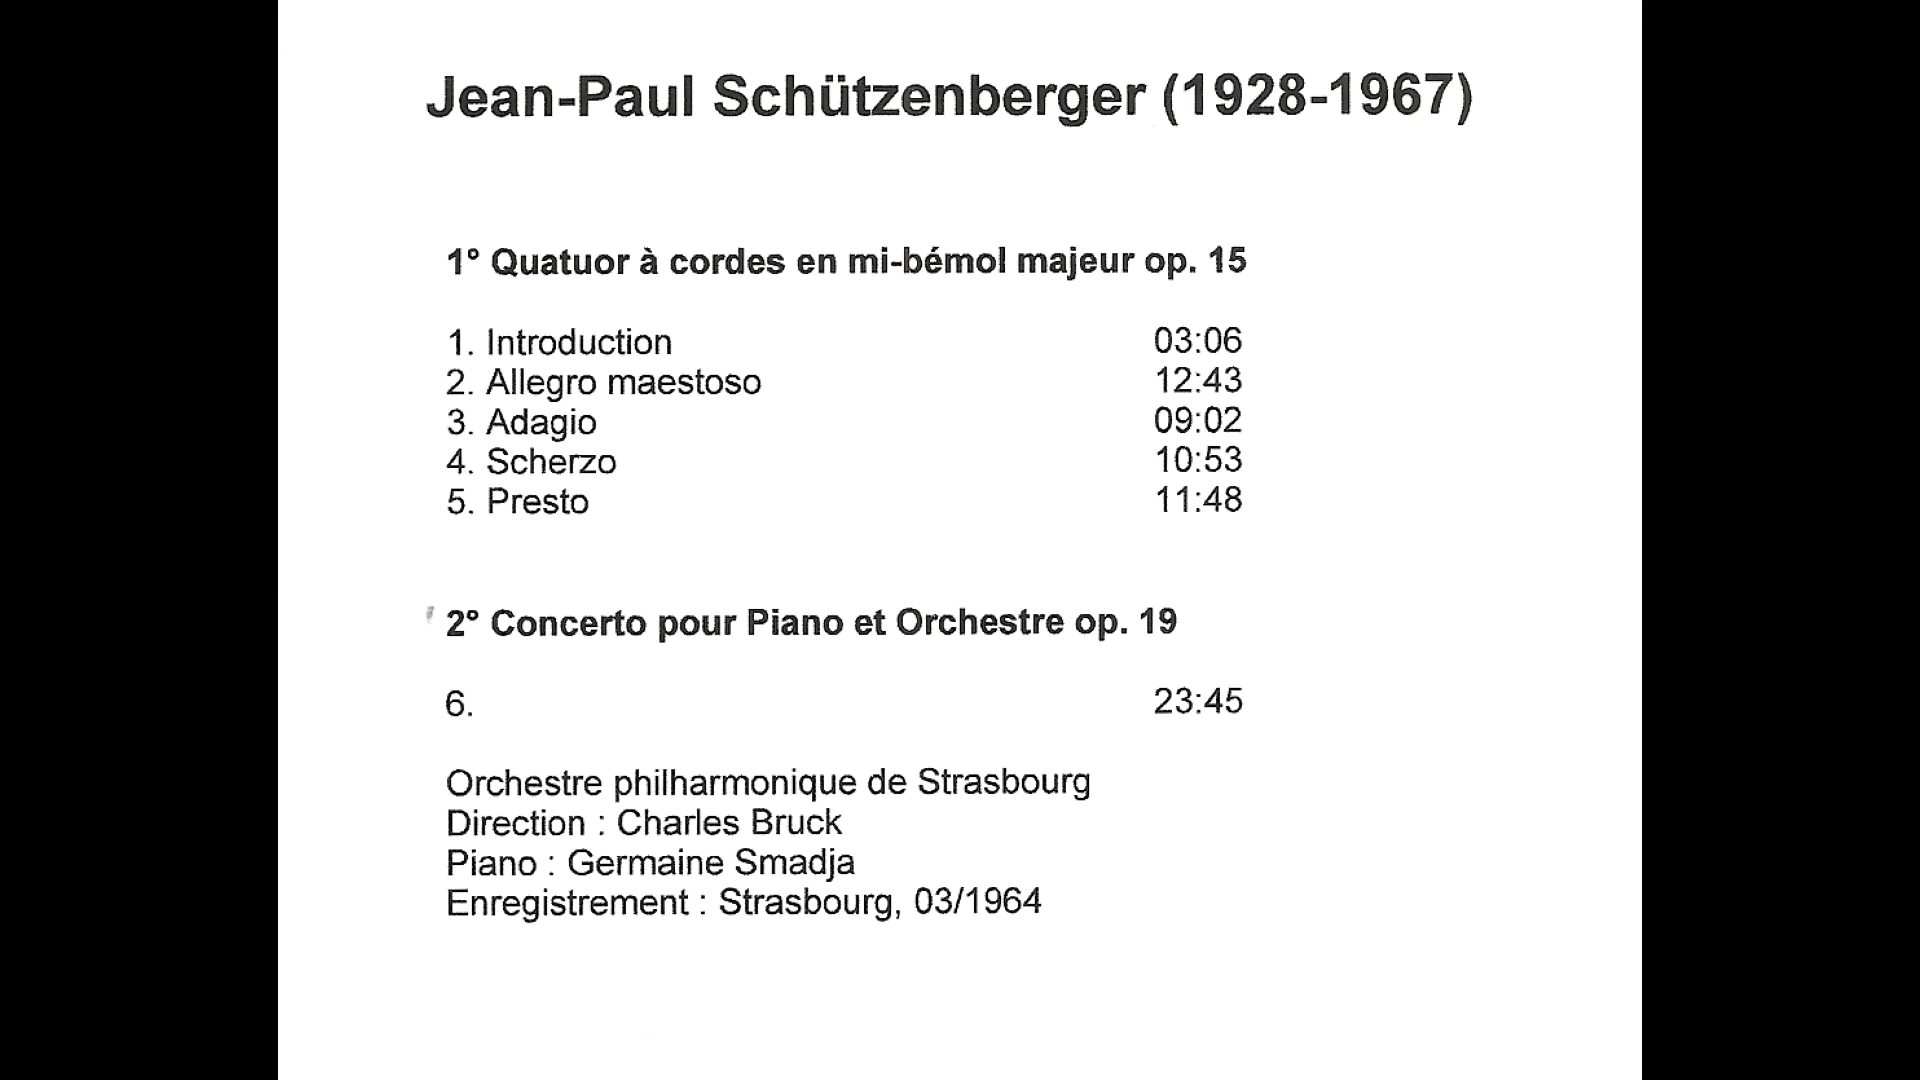 Jean-Paul Schützenberger (1928-1967)
1° Quatuor à cordes en mi-bémol majeur op. 15
1. Introduction 03:06
2. Allegro maestoso 12:43
3. Adagio 09:02
4. Scherzo 10:53
5. Presto 11:48
2° Concerto pour Piano et Orchestre op. 19
6. 23:45
Orchestre philharmonique de Strasbourg
Direction : Charles Bruck
Piano : Germaine Smadja
Enregistrement : Strasbourg, 03/1964